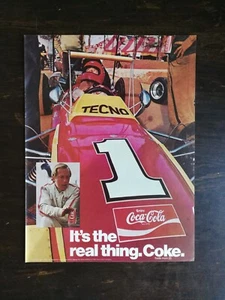 TECNO
1
Enjoy
Coca-Cola
It's the
real thing. Coke.